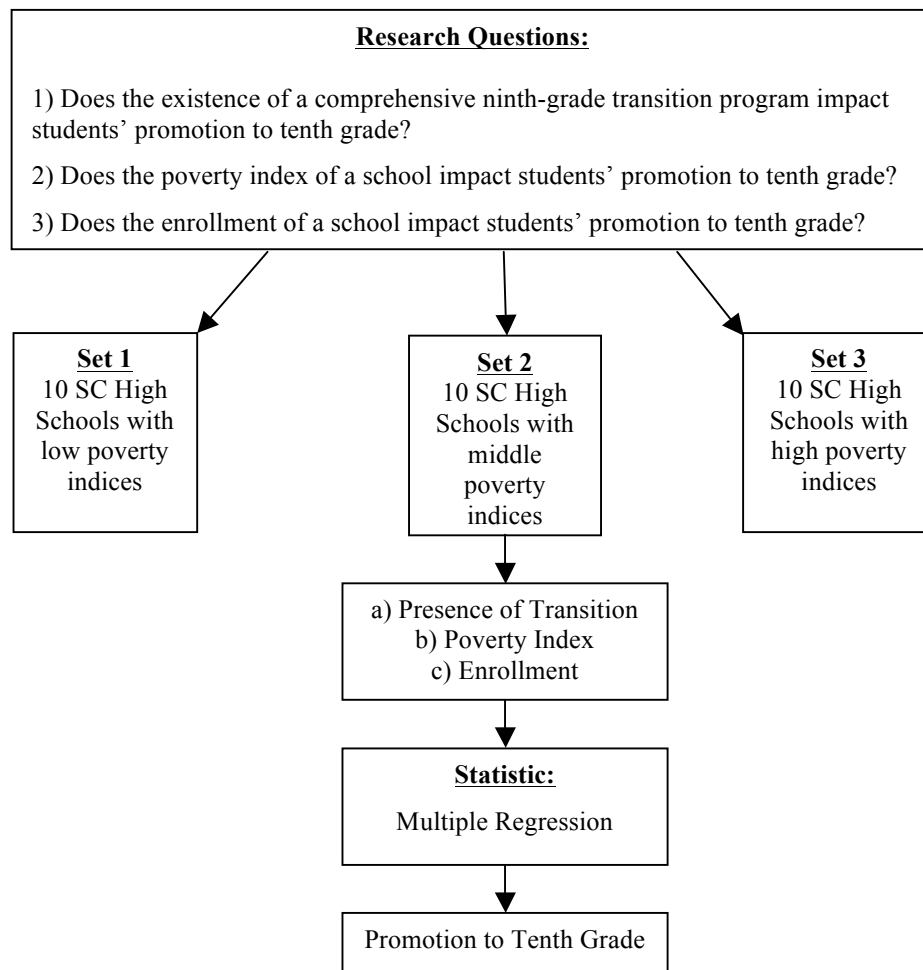 Research Questions:
1) Does the existence of a comprehensive ninth-grade transition program impact
students’ promotion to tenth grade?
2) Does the poverty index of a school impact students’ promotion to tenth grade?
3) Does the enrollment of a school impact students’ promotion to tenth grade?
Set 1
10 SC High
Schools with
low poverty
indices
Set 2
10 SC High
Schools with
middle
poverty
indices
Set 3
10 SC High
Schools with
high poverty
indices
a) Presence of Transition
b) Poverty Index
c) Enrollment
Statistic:
Multiple Regression
Promotion to Tenth Grade